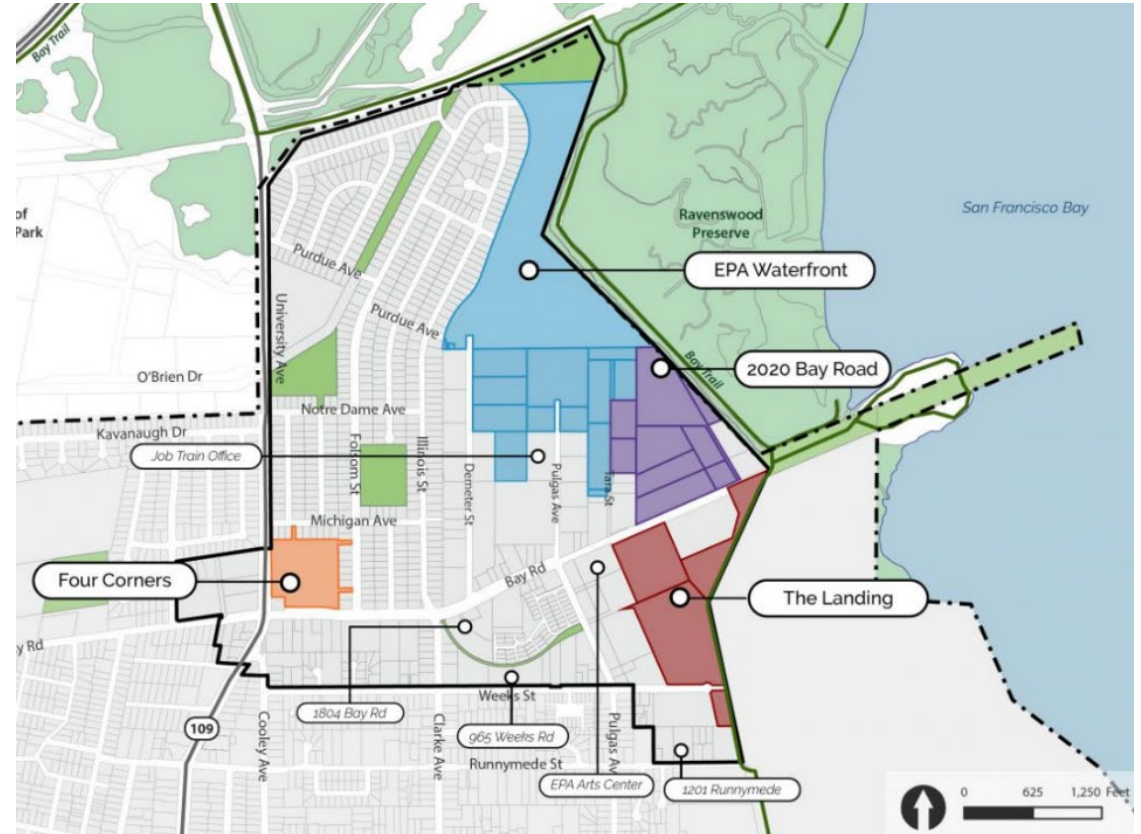 Bay Trail
of
Park
San Francisco Bay
Ravenswood
Preserve
EPA Waterfront
Purdue Ave
University Ave
Purdue Ave
Bay Trail
2020 Bay Road
O'Brien Dr
Notre Dame Ave
Kavanaugh Dr
Job Train Office
Folsom St
Illinois St
Demeter St
Pulgas Ave
Tara St
Michigan Ave
Four Corners
Bay Rd
The Landing
y Rd
Weeks St
1804 Bay Rd
965 Weeks Rd
109
Cooley Ave
Clarke Ave
Pulgas Av
Runnymede St
EPA Arts Center
1201 Runnymede
0 625 1,250 Feet